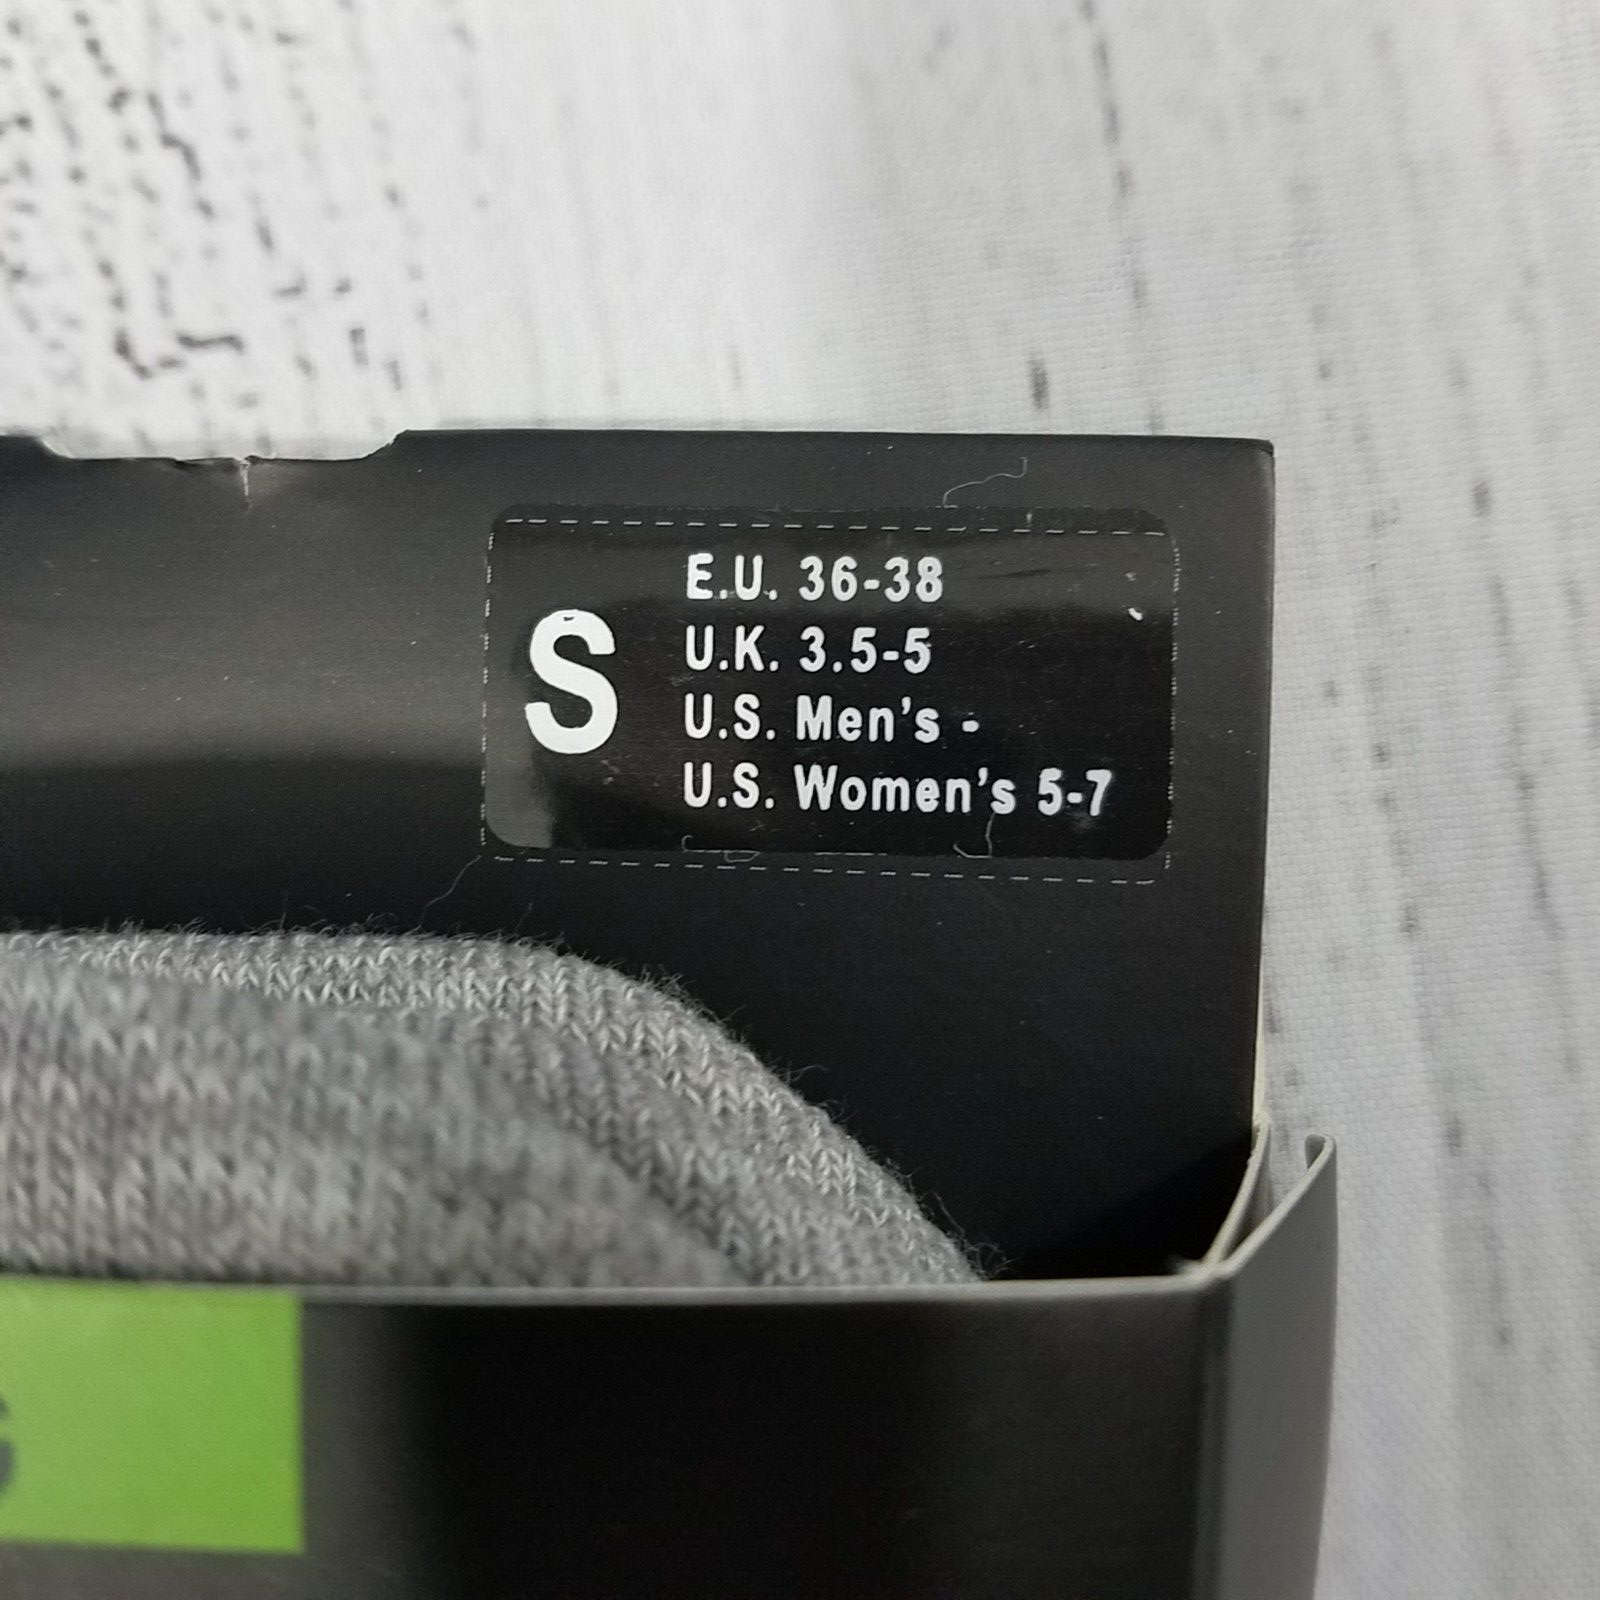 S
E.U. 36-38
U.K. 3.5-5
U.S. Men's -
U.S. Women's 5-7